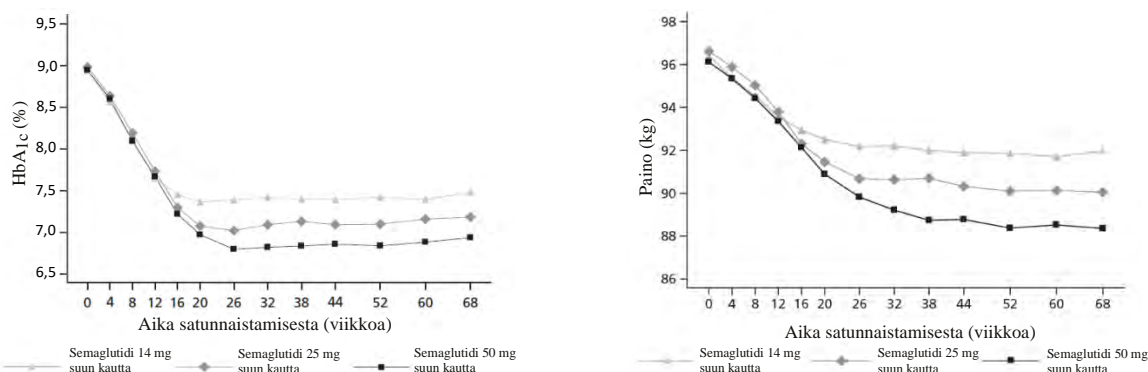 9,5
9,0
8,5
8,0
7,5
7,0
6,5
HbA1c (%)
0 4 8 12 16 20 26 32 38 44 52 60 68
Aika satunnaistamisesta (viikkoa)
Semaglutidi 14 mg
suun kautta
Semaglutidi 25 mg
suun kautta
Semaglutidi 50 mg
suun kautta
98
96
94
92
90
88
86
Paino (kg)
0 4 8 12 16 20 26 32 38 44 52 60 68
Aika satunnaistamisesta (viikkoa)
Semaglutidi 14 mg
suun kautta
Semaglutidi 25 mg
suun kautta
Semaglutidi 50 mg
suun kautta